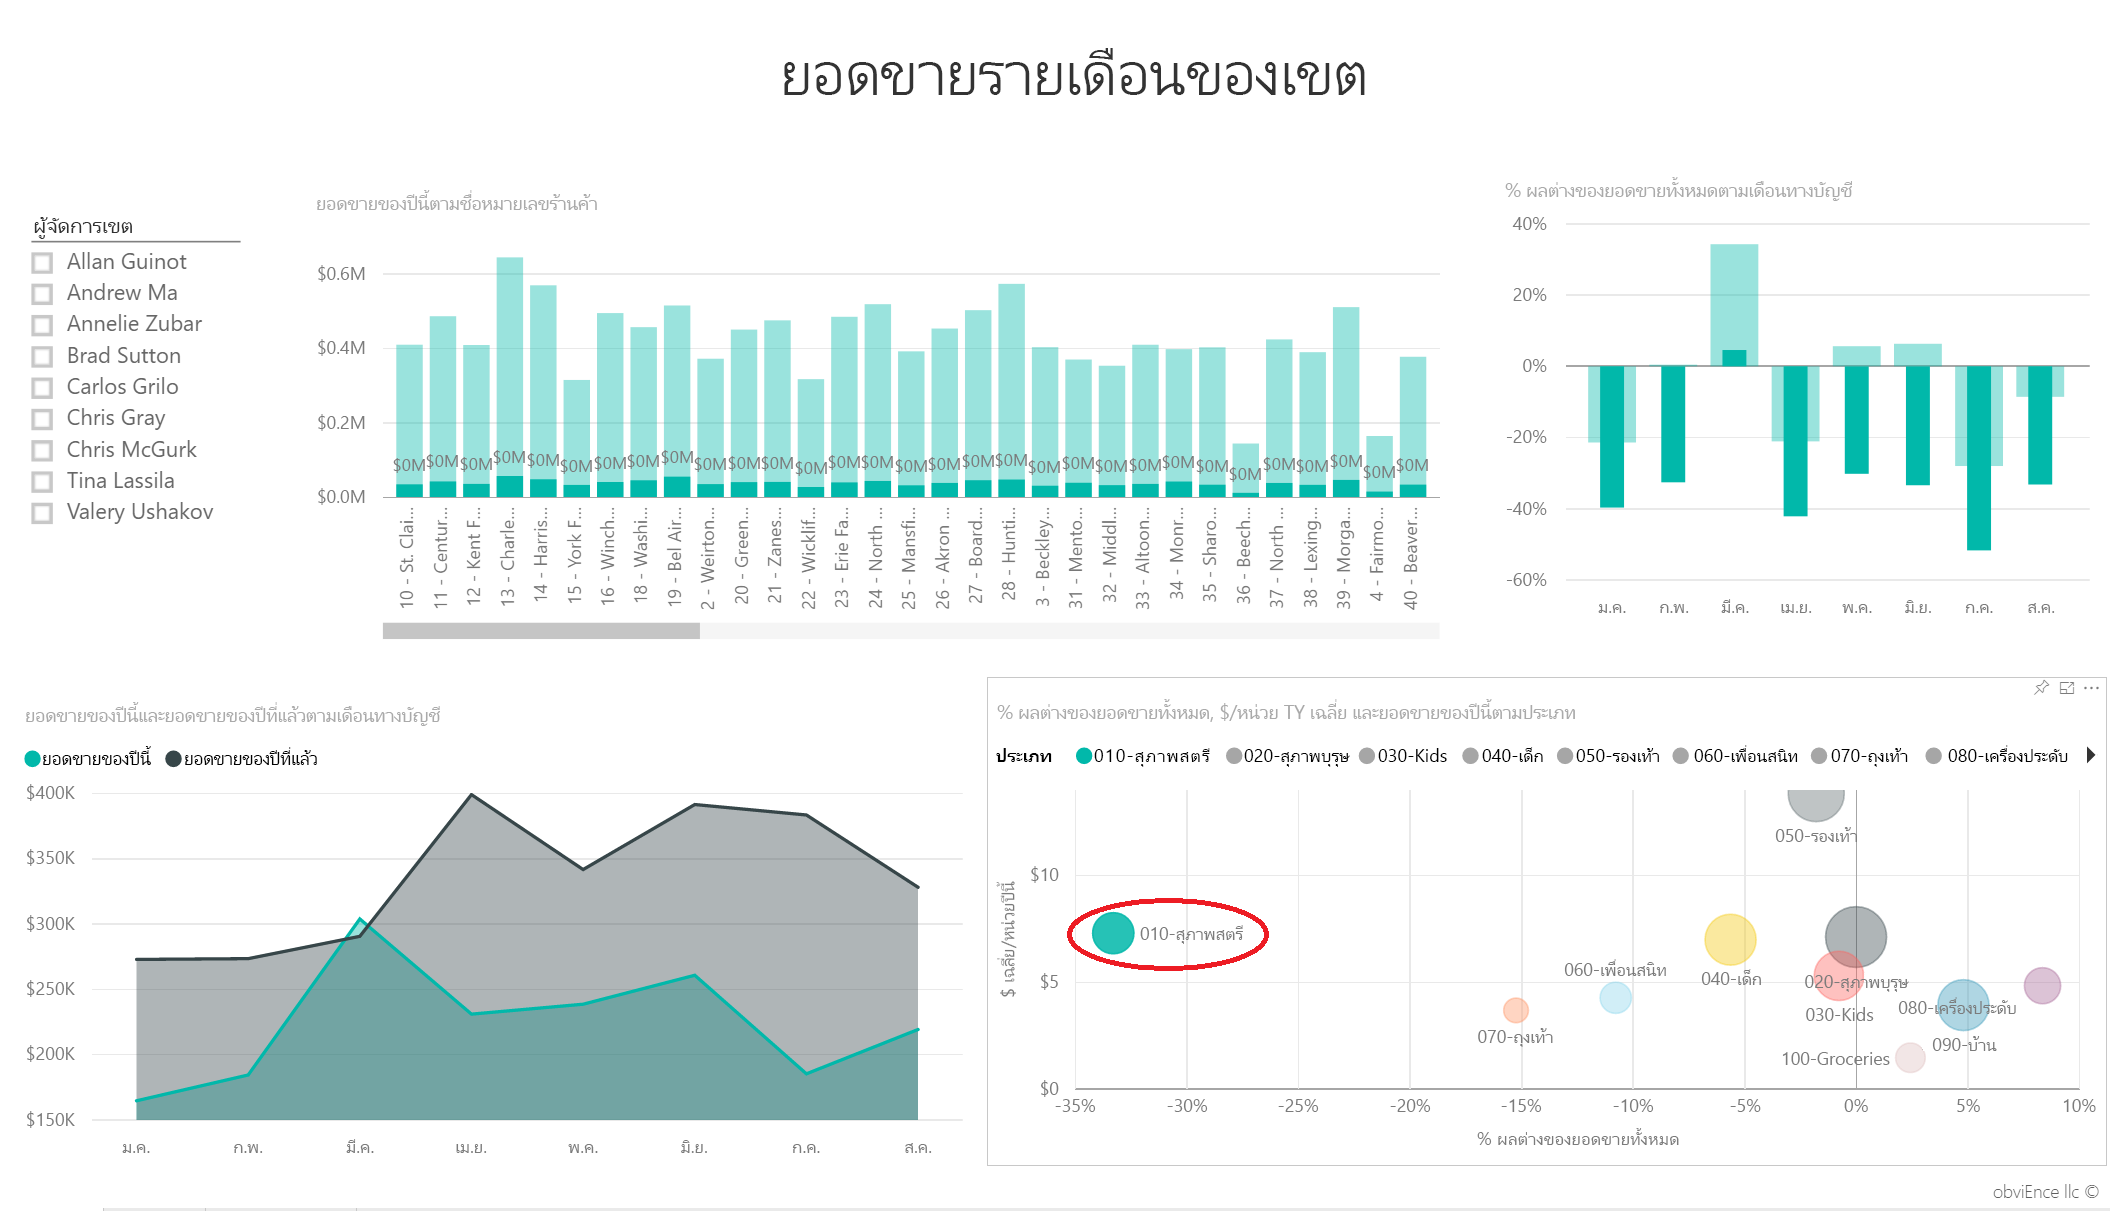 ยอดขายรายเดือนของเขต
ผู้จัดการเขต
Allan Guinot
Andrew Ma
Annelie Zubar
Brad Sutton
Carlos Grilo
Chris Gray
Chris McGurk
Tina Lassila
Valery Ushakov
ยอดขายของปีนี้ตามชื่อหมายเลขร้านค้า
$0.6M
$0.4M
$0.2M
$0.0M
$0M $0M $0M $0M $0M $0M $0M $0M $0M $0M $0M $0M $0M $0M $0M $0M $0M $0M $0M $0M $0M $0M $0M $0M $0M $0M $0M $0M $0M $0M $0M
10 - St. Clai...
11 - Centur...
12 - Kent F...
13 - Charle...
14 - Harris...
15 - York F...
16 - Winch...
18 - Washi...
19 - Bel Air...
2 - Weirton...
20 - Green...
21 - Zanes...
22 - Wicklif...
23 - Erie Fa...
24 - North ...
25 - Mansfi...
26 - Akron ...
27 - Board...
28 - Hunti...
3 - Beckley...
31 - Mento...
32 - Middl...
33 - Altoon...
34 - Monr...
35 - Sharo...
36 - Beech...
37 - North ...
38 - Lexing...
39 - Morga...
4 - Fairmo...
40 - Beaver...
% ผลต่างของยอดขายทั้งหมดตามเดือนทางบัญชี
40%
20%
0%
-20%
-40%
-60%
ม.ค. ก.พ. มี.ค. เม.ย. พ.ค. มิ.ย. ก.ค. ส.ค.
ยอดขายของปีนี้และยอดขายของปีที่แล้วตามเดือนทางบัญชี
ยอดขายของปีนี้ ยอดขายของปีที่แล้ว
$400K
$350K
$300K
$250K
$200K
$150K
ม.ค. ก.พ. มี.ค. เม.ย. พ.ค. มิ.ย. ก.ค. ส.ค.
% ผลต่างของยอดขายทั้งหมด, $/หน่วย TY เฉลี่ย และยอดขายของปีนี้ตามประเภท
ประเภท 010-สุภาพสตรี 020-สุภาพบุรุษ 030-Kids 040-เด็ก 050-รองเท้า 060-เพื่อนสนิท 070-ถุงเท้า 080-เครื่องประดับ
$ เฉลี่ย/หน่วยปีนี้
$10
$5
$0
050-รองเท้า
010-สุภาพสตรี
060-เพื่อนสนิท
040-เด็ก
020-สุภาพบุรุษ
030-Kids
080-เครื่องประดับ
070-ถุงเท้า
090-บ้าน
100-Groceries
-35% -30% -25% -20% -15% -10% -5% 0% 5% 10%
% ผลต่างของยอดขายทั้งหมด
obviEnce llc ©